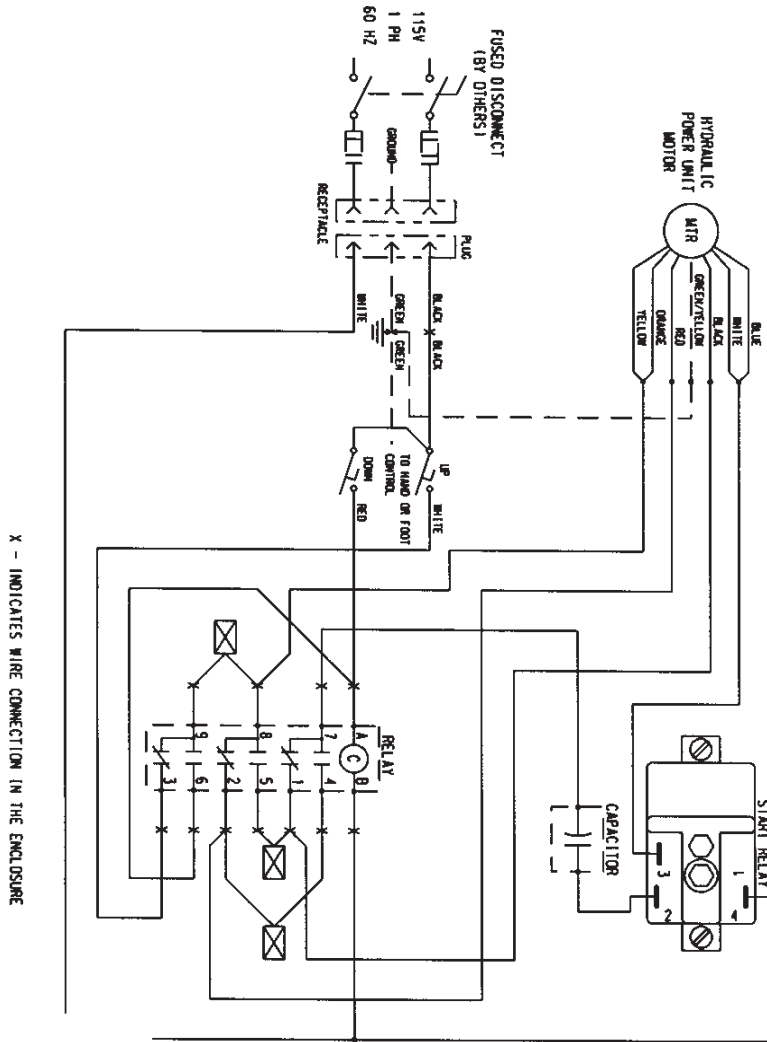 FUSED DISCONNECT
(BY OTHERS)
115V
1 PH
60 HZ
GROUND
RECEPTACLE
PLUG
WHITE
GREEN
GREEN
BLACK
BLACK
HYDRAULIC
POWER UNIT
MOTOR
MTR
BLUE
WHITE
BLACK
GREEN/YELLOW
RED
ORANGE
YELLOW
UP
TO HAND OR FOOT
CONTROL
DOWN
WHITE
RED
RELAY
A
C
B
7
4
1
8
5
2
9
6
3
CAPACITOR
START RELAY
1
4
3
2
X - INDICATES WIRE CONNECTION IN THE ENCLOSURE